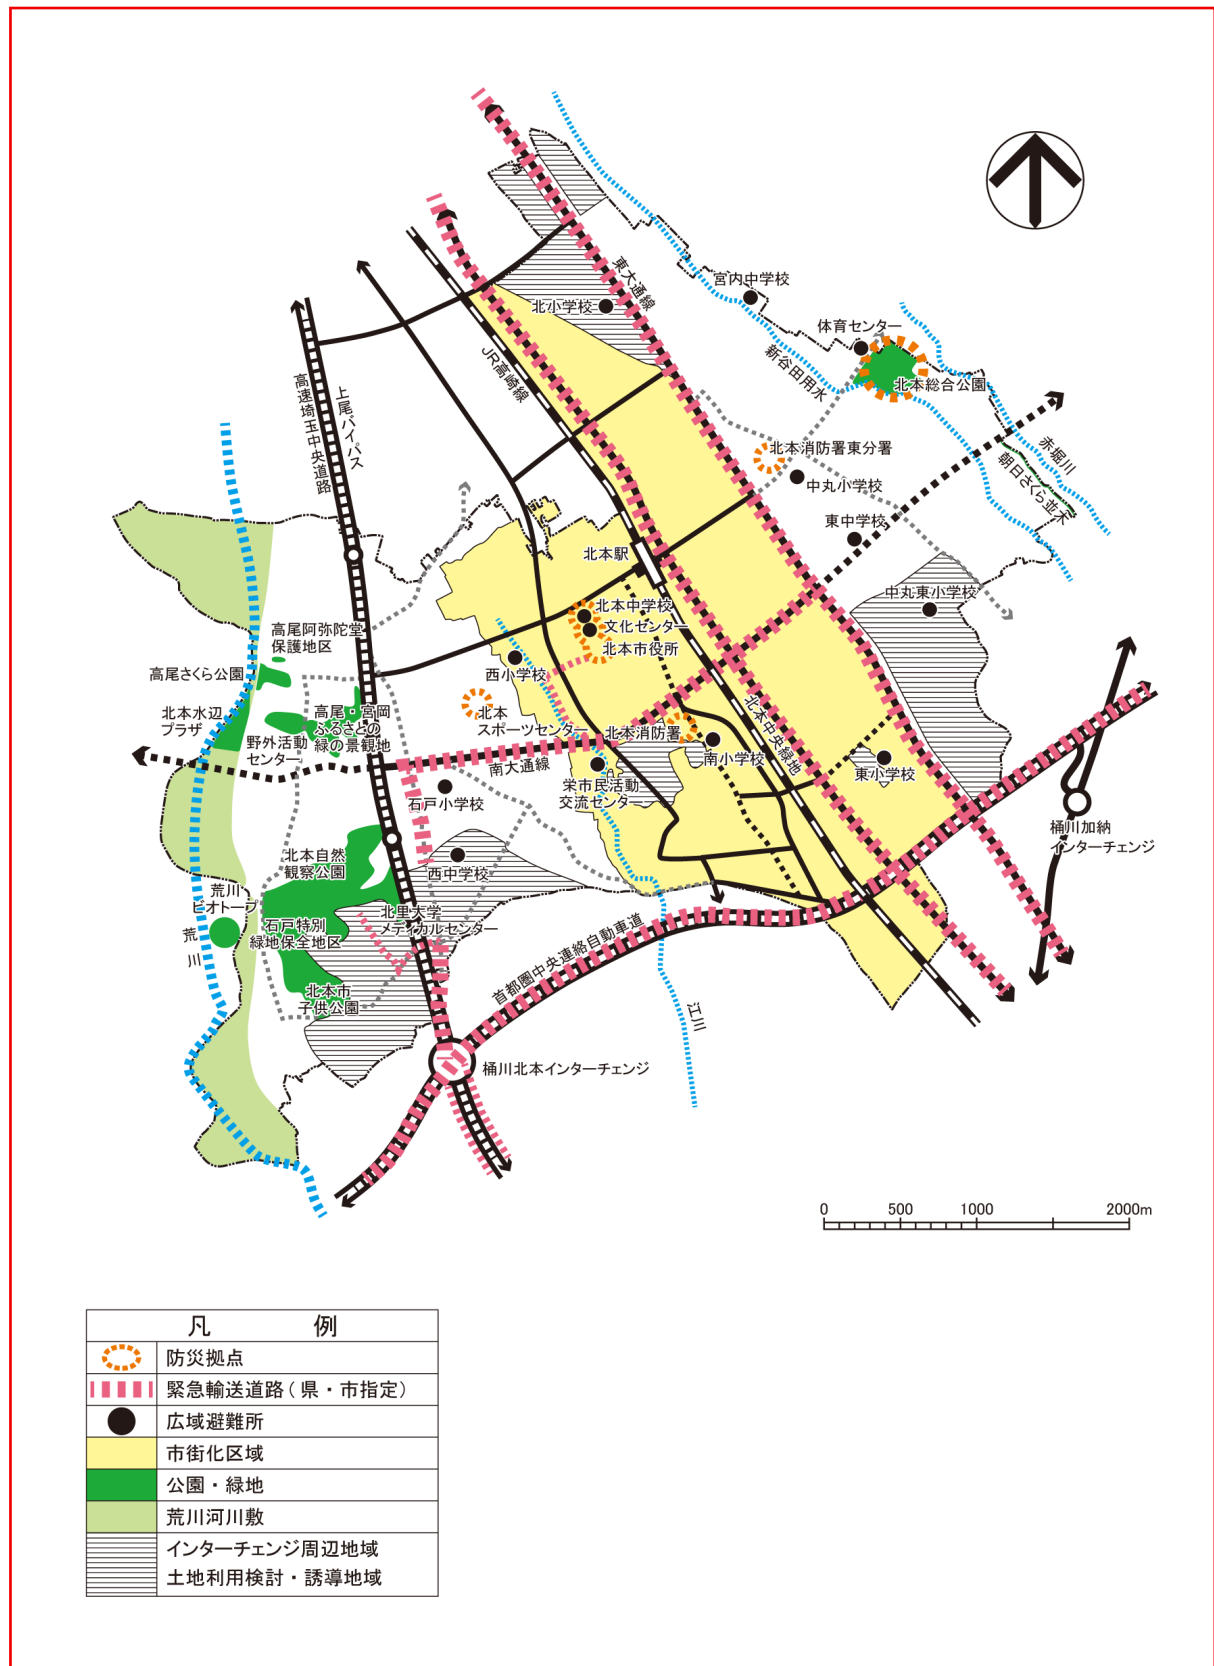 東大通線
宮内中学校
北小学校
体育センター
新谷田用水
JR高崎線
北本総合公園
高速埼玉中央道路
上尾バイパス
北本消防署東分署
赤堀川
朝日さくら並木
中丸小学校
東中学校
北本駅
中丸東小学校
北本中学校
文化センター
北本市役所
高尾阿弥陀堂
保護地区
高尾さくら公園
西小学校
北本水辺
プラザ
高尾・宮岡
ふるさとの
緑の景観地
野外活動
センター
北本
スポーツセンター
北本消防署
北本中央緑地
南小学校
東小学校
南大通線
栄市民活動
交流センター
石戸小学校
桶川加納
インターチェンジ
北本自然
観察公園
西中学校
荒川
ビオトープ
石戸特別
緑地保全地区
北里大学
メディカルセンター
荒川
首都圏中央連絡自動車道
北本市
子供公園
江川
桶川北本インターチェンジ
0 500 1000 2000m
凡 例
防災拠点
緊急輸送道路(県・市指定)
広域避難所
市街化区域
公園・緑地
荒川河川敷
インターチェンジ周辺地域
土地利用検討・誘導地域